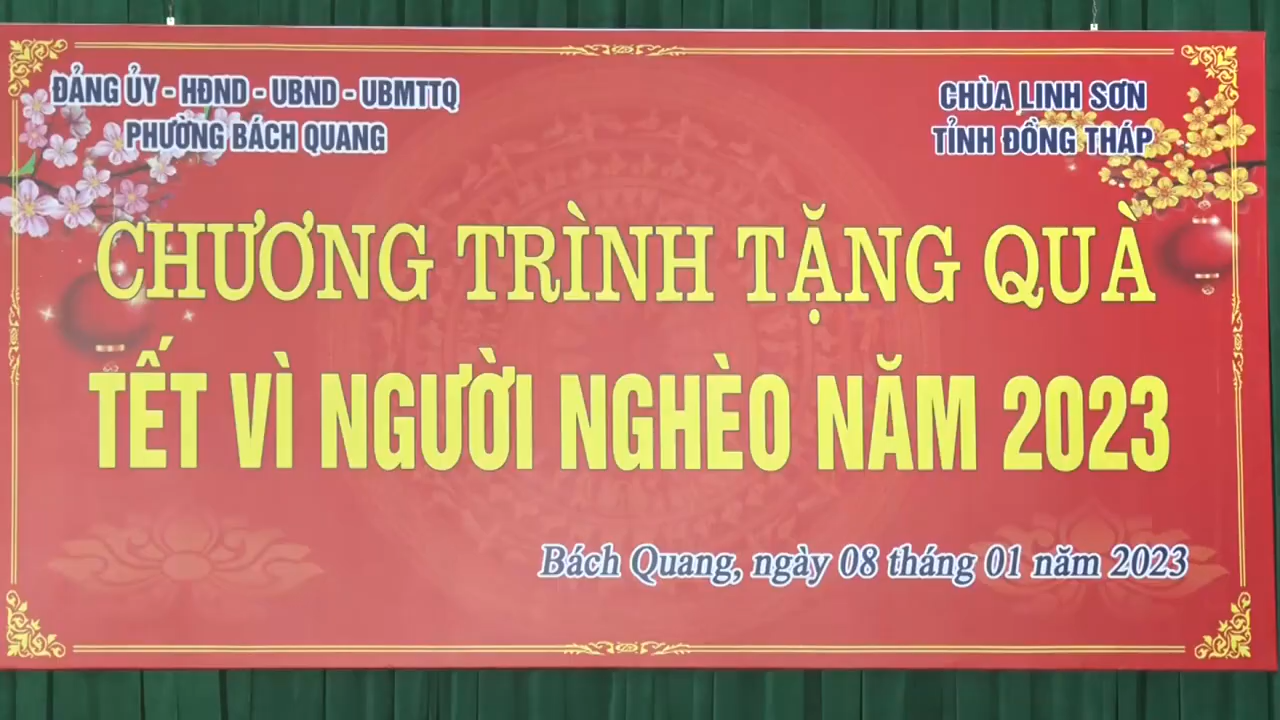 ĐẢNG ỦY - HĐND - UBND - UBMTTQ
PHƯỜNG BÁCH QUANG
CHÙA LINH SƠN
TỈNH ĐỒNG THÁP
CHƯƠNG TRÌNH TẶNG QUÀ
TẾT VÌ NGƯỜI NGHÈO NĂM 2023
Bách Quang, ngày 08 tháng 01 năm 2023